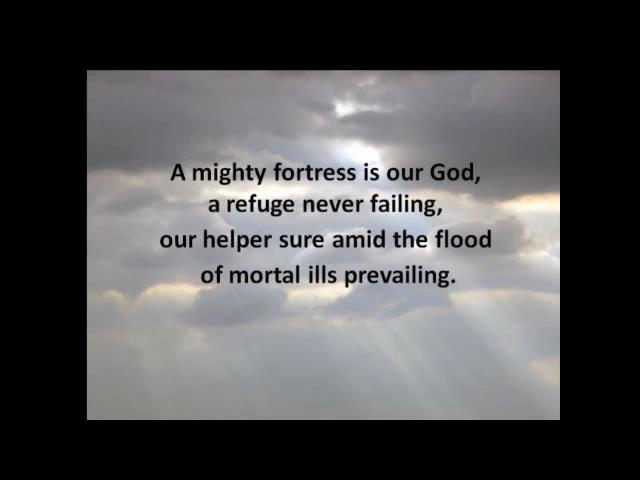 A mighty fortress is our God,
a refuge never failing,
our helper sure amid the flood
of mortal ills prevailing.